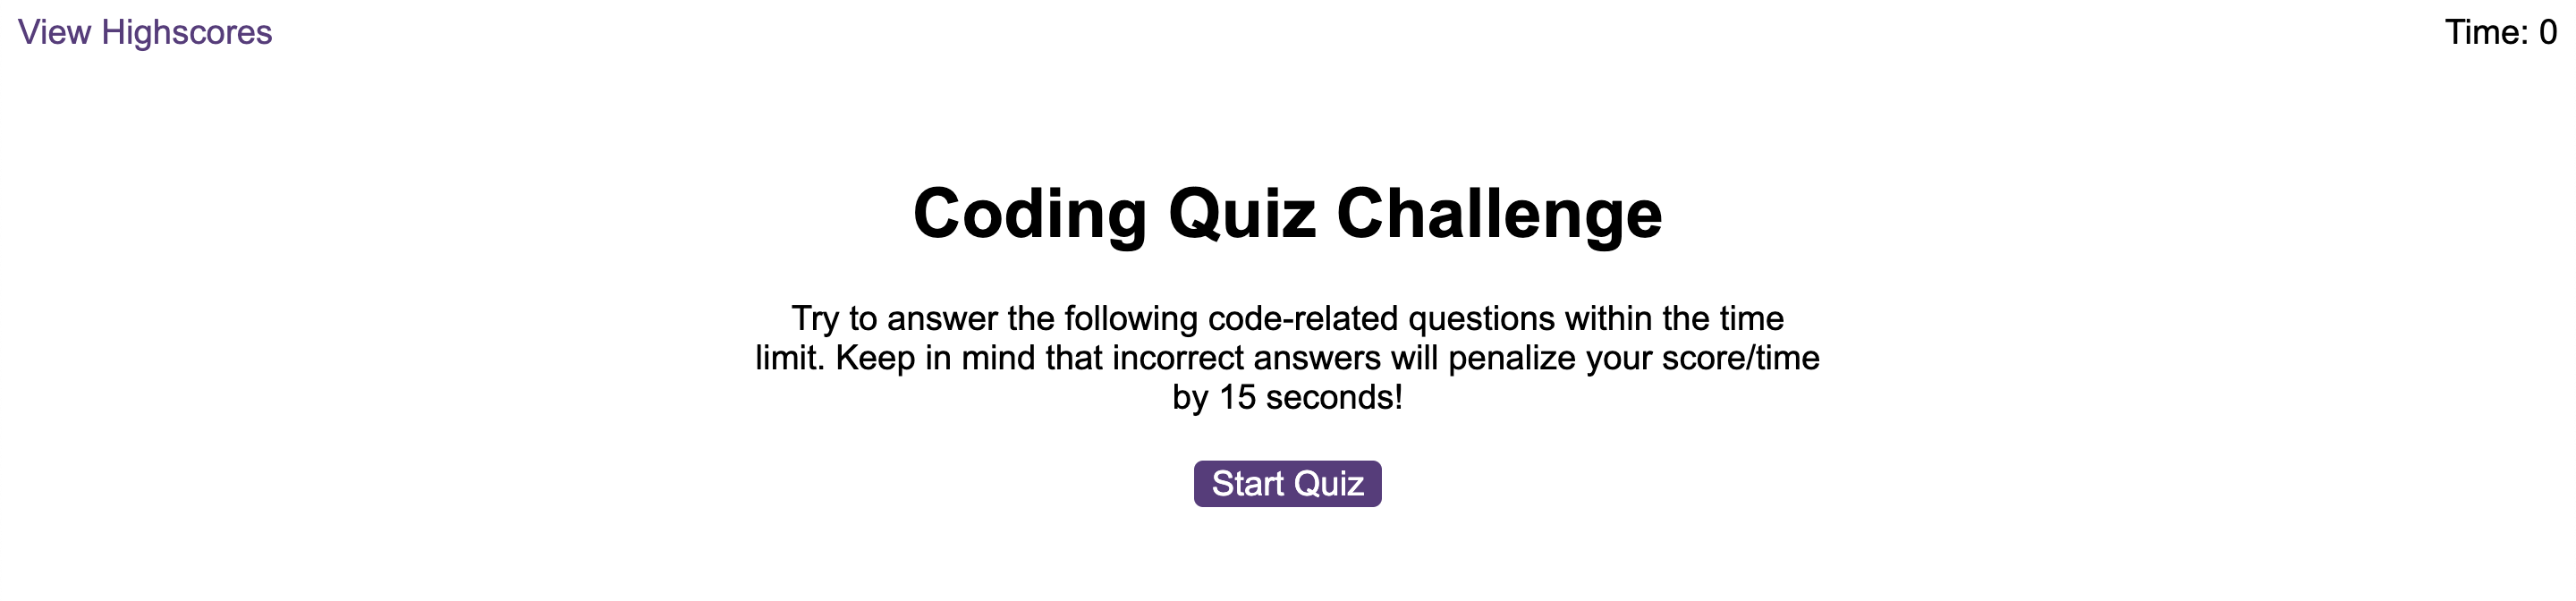 View Highscores
Time: 0
Coding Quiz Challenge
Try to answer the following code-related questions within the time
limit. Keep in mind that incorrect answers will penalize your score/time
by 15 seconds!
Start Quiz